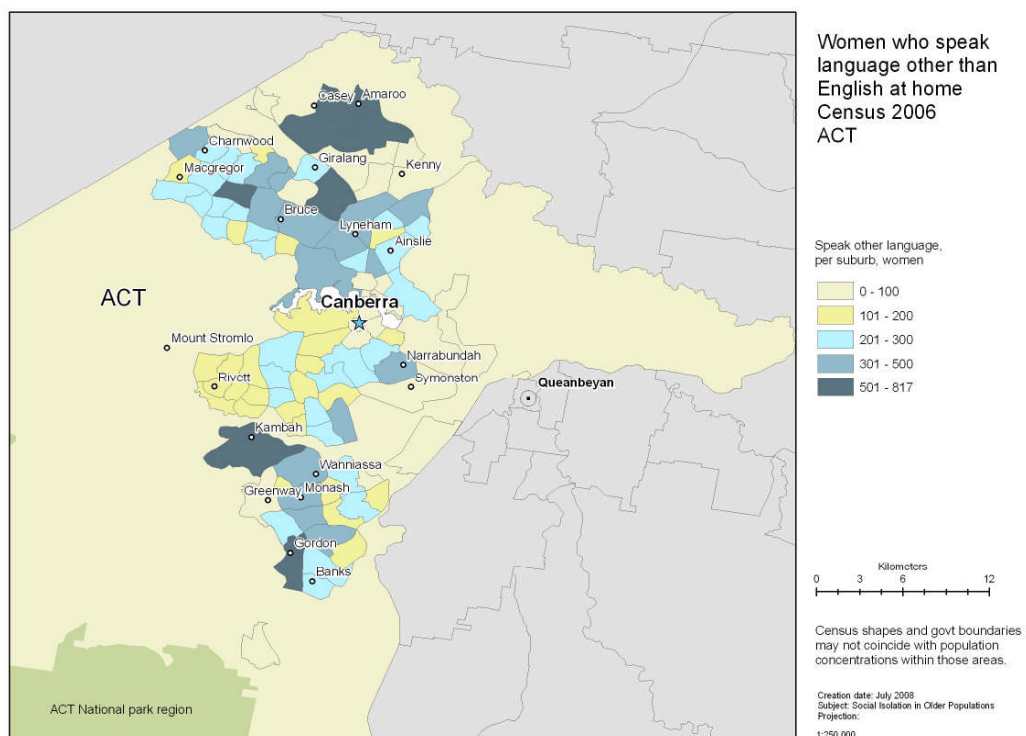 Women who speak
language other than
English at home
Census 2006
ACT
Casey
Amaroo
Charnwood
Giralang
Macgregor
Kenny
Bruce
Lyneham
Ainslie
ACT
Canberra
Mount Stromlo
Narrabundah
Rivett
Symonston
Queanbeyan
Kambah
Wanniassa
Greenway
Monash
Gordon
Banks
ACT National park region
Speak other language,
per suburb, women
0 - 100
101 - 200
201 - 300
301 - 500
501 - 817
Kilometers
0 3 6 12
Census shapes and govt boundaries
may not coincide with population
concentrations within those areas.
Creation date: July 2008
Subject: Social Isolation in Older Populations
Projection:
1:250,000